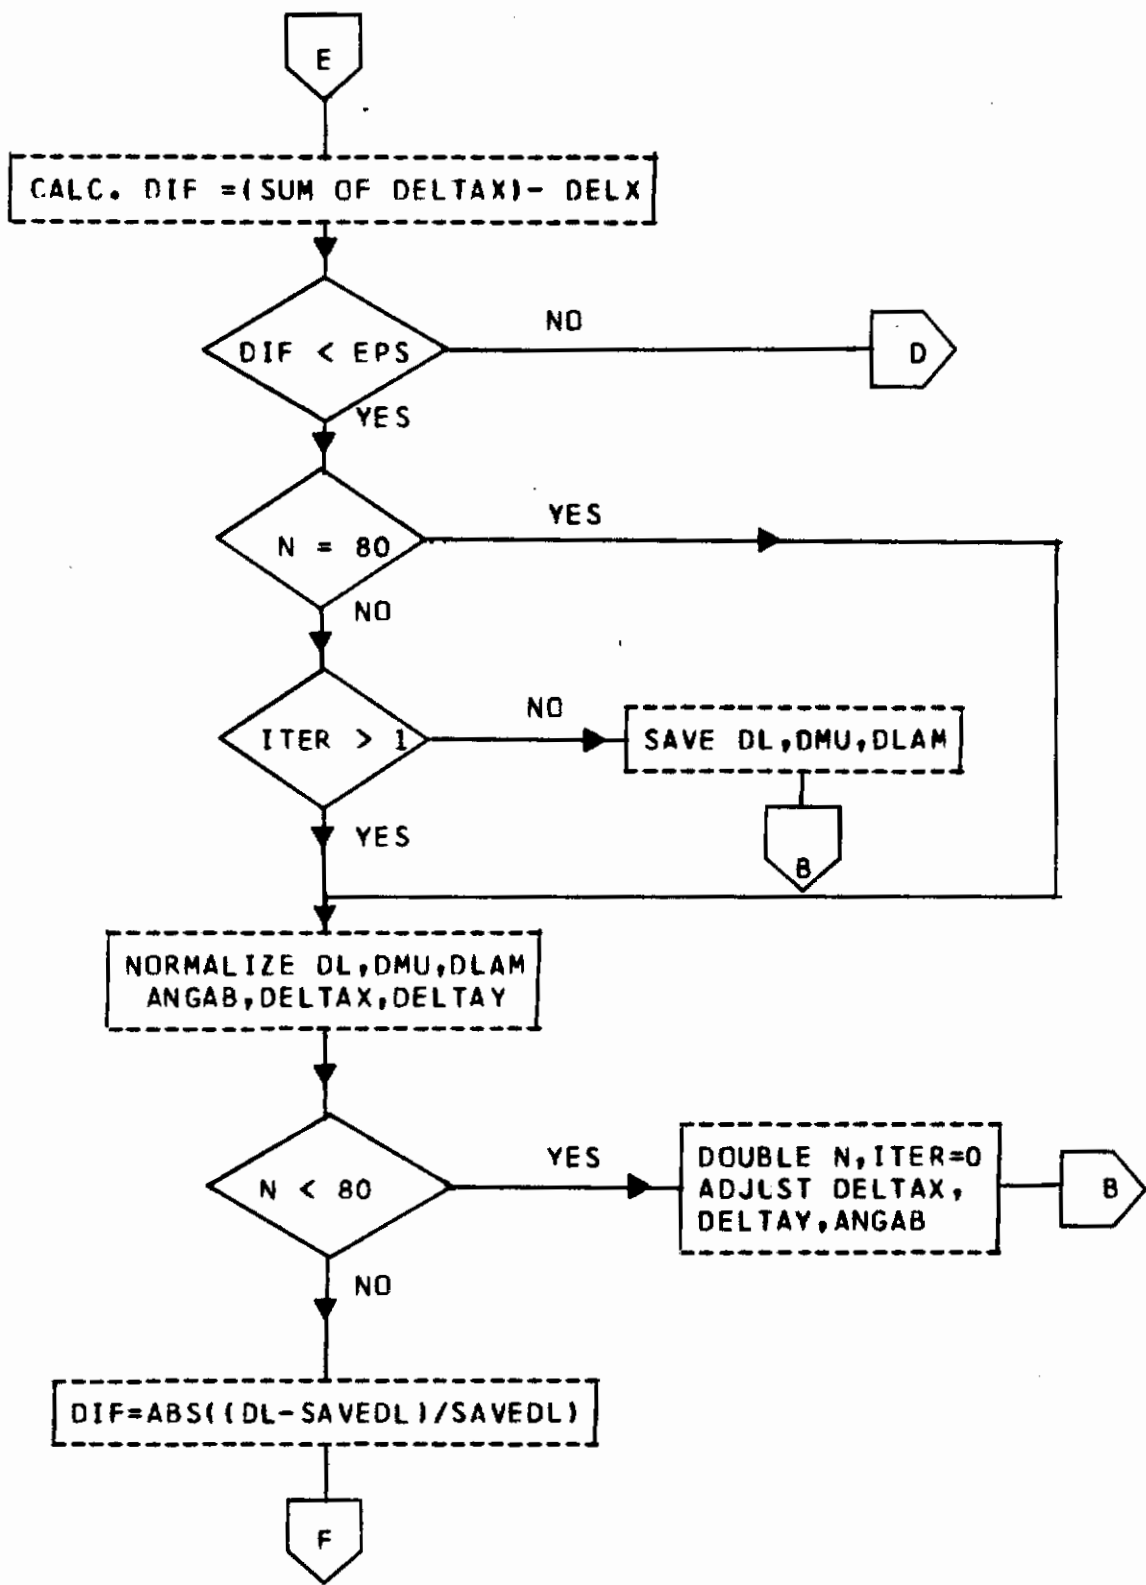 E
CALC. DIF =(SUM OF DELTAX)- DELX
DIF < EPS
NO
D
YES
N = 80
YES
NO
ITER > 1
NO
SAVE DL,DMU,DLAM
B
YES
NORMALIZE DL,DMU,DLAM
ANGAB,DELTAX,DELTAY
N < 80
YES
DOUBLE N,ITER=0
ADJUST DELTAX,
DELTAY,ANGAB
B
NO
DIF=ABS((DL-SAVEDL)/SAVEDL)
F